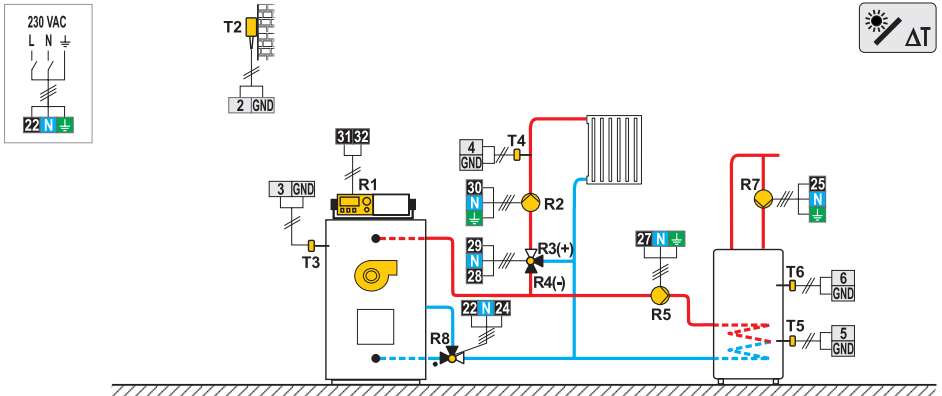 230 VAC
L N
22 N
T2
2 GND
ΔT
31 32
R1
3 GND
T3
4
GND
T4
30
N
R2
29
N
28
R3(+)
R4(-)
22 N 24
R8
27 N
R5
R7
25
N
T6
6
GND
T5
5
GND